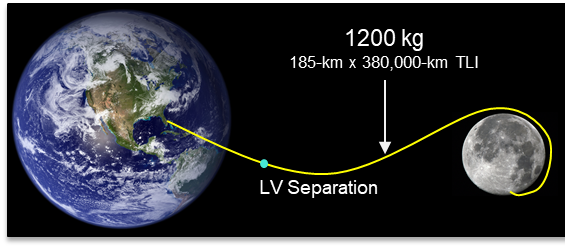 1200 kg
185-km x 380,000-km TLI
LV Separation